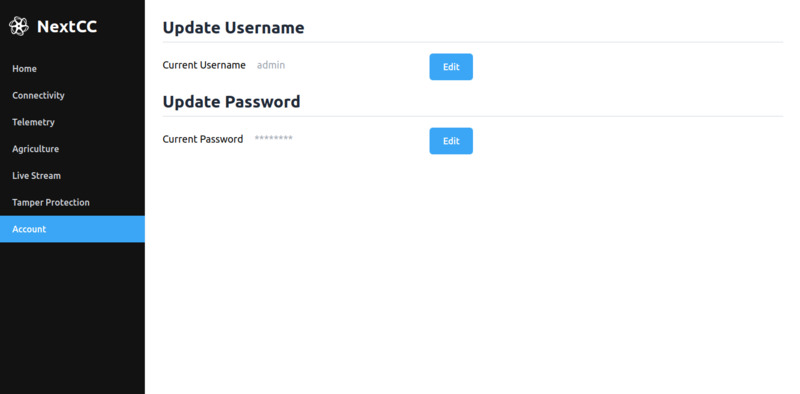 NextCC
Home
Connectivity
Telemetry
Agriculture
Live Stream
Tamper Protection
Account
Update Username
Current Username admin Edit
Update Password
Current Password ******** Edit